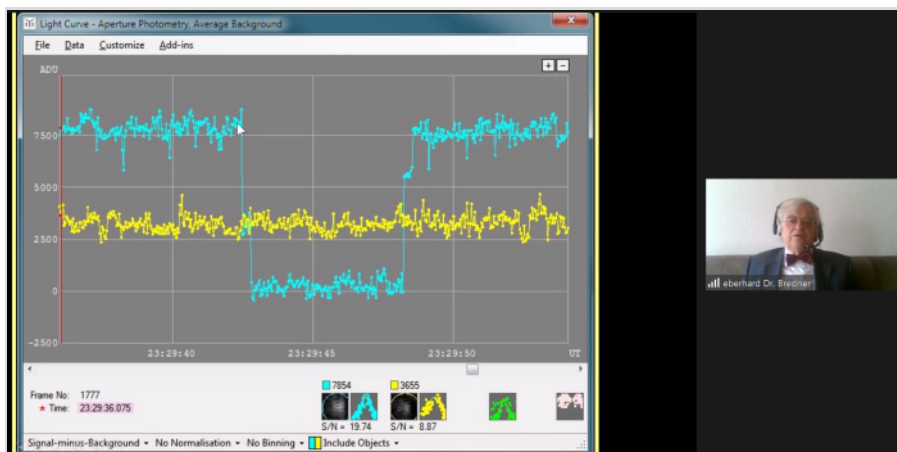 Light Curve - Aperture Photometry, Average Background
File Data Customize Add-ins
ADU
+ -
7500
5000
2500
0
-2500
23:29:40 23:29:45 23:29:50 UT
Frame No: 1777
* Time: 23:29:36.075
7854 3655
S/N = 19.74 S/N = 8.87
Signal-minus-Background No Normalisation No Binning Include Objects
eberhard Dr. Bredner